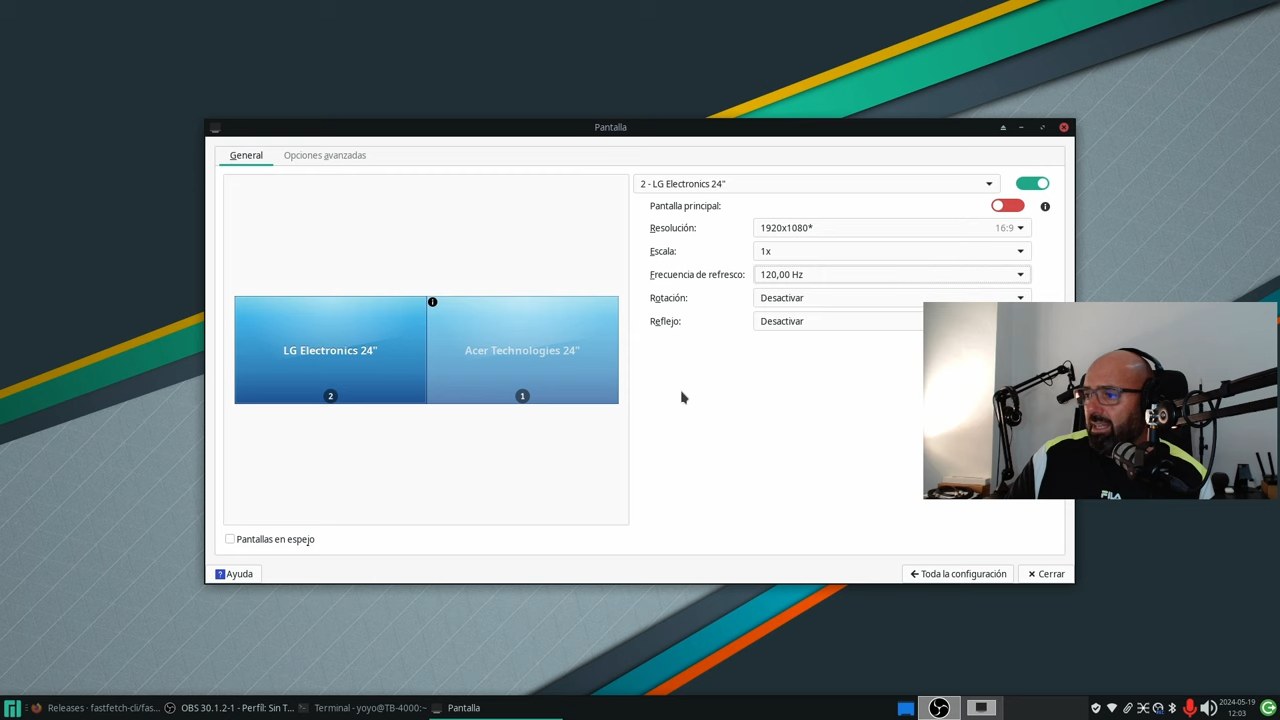 Pantalla
General
Opciones avanzadas
2 - LG Electronics 24"
Pantalla principal:
Resolución:
1920x1080*
16:9
Escala:
1x
Frecuencia de refresco:
120,00 Hz
Rotación:
Desactivar
Reflejo:
Desactivar
LG Electronics 24"
2
Acer Technologies 24"
1
Pantallas en espejo
Ayuda
Toda la configuración
Cerrar
FILA
Releases · fastfetch-cli/fas...
OBS 30.1.2-1 - Perfil: Sin T...
Terminal - yoyo@TB-4000:~
Pantalla
2024-05-19
12:03